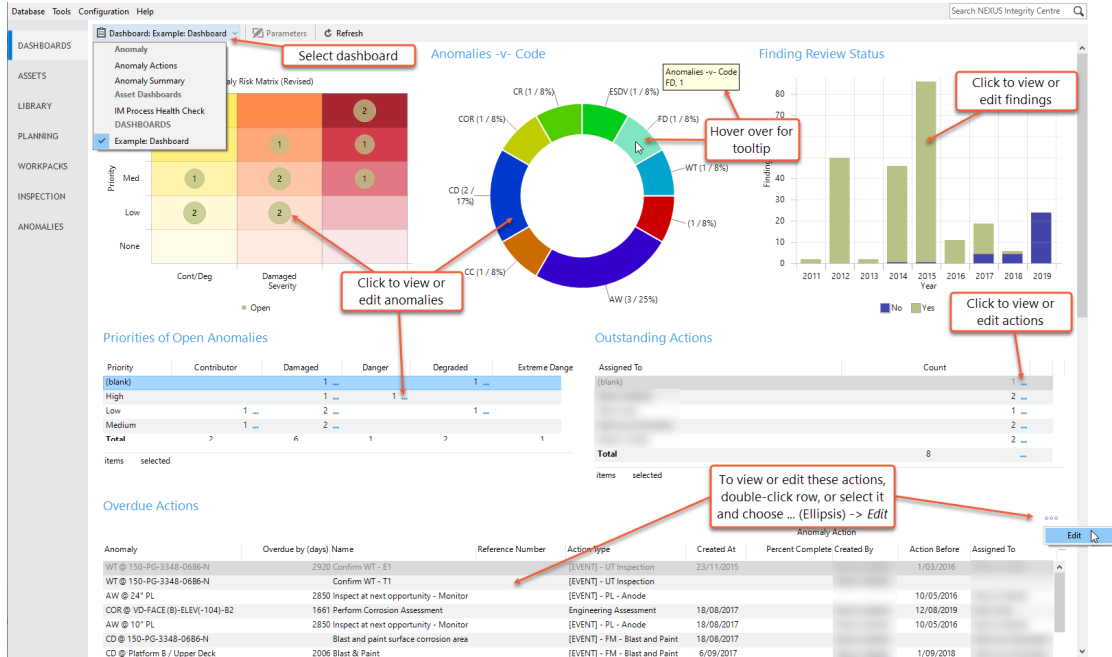 Database Tools Configuration Help
Search NEXUS Integrity Centre
DASHBOARDS
ASSETS
LIBRARY
PLANNING
WORKPACKS
INSPECTION
ANOMALIES
Dashboard: Example: Dashboard
Parameters
Refresh
Anomaly
Anomaly Actions
Anomaly Summary
Asset Dashboards
IM Process Health Check
DASHBOARDS
Example: Dashboard
Select dashboard
aly Risk Matrix (Revised)
2
1
1
1
2
1
2
2
Priority
Med
Low
None
Cont/Deg
Damaged
Severity
Open
Click to view or
edit anomalies
Anomalies -v- Code
Anomalies -v- Code
FD, 1
Hover over for
tooltip
CR (1 / 8%)
ESDV (1 / 8%)
COR (1 / 8%)
FD (1 / 8%)
WT (1 / 8%)
CD (2 /
17%)
(1 / 8%)
CC (1 / 8%)
AW (3 / 25%)
Finding Review Status
Click to view or
edit findings
80
70
40
30
20
10
0
2011 2012 2013 2014 2015 2016 2017 2018 2019
Year
No Yes
Click to view or
edit actions
Priorities of Open Anomalies
Priority Contributor Damaged Danger Degraded Extreme Dange
(blank) 1 ... 1 ...
High 1 ... 1 ...
Low 1 ... 2 ... 1 ...
Medium 1 ... 2 ...
Total 2 6 1 2 1
items selected
Outstanding Actions
Assigned To Count
(blank) 1 ...
2 ...
1 ...
2 ...
2 ...
Total 8 ...
items selected
To view or edit these actions,
double-click row, or select it
and choose ... (Ellipsis) -> Edit
Edit
Overdue Actions
Anomaly Action
Anomaly Overdue by (days) Name Reference Number Action Type Created At Percent Complete Created By Action Before Assigned To
WT @ 150-PG-3348-06B6-N 2920 Confirm WT - E1 [EVENT] - UT Inspection 23/11/2015 1/03/2016
WT @ 150-PG-3348-06B6-N Confirm WT - T1 [EVENT] - UT Inspection
AW @ 24" PL 2850 Inspect at next opportunity - Monitor [EVENT] - PL - Anode 10/05/2016
COR @ VD-FACE (B)-ELEV(-104)-B2 1661 Perform Corrosion Assessment Engineering Assessment 18/08/2017 12/08/2019
AW @ 10" PL 2850 Inspect at next opportunity - Monitor [EVENT] - PL - Anode 18/08/2017 10/05/2016
CD @ 150-PG-3348-06B6-N Blast and paint surface corrosion area [EVENT] - FM - Blast and Paint 18/08/2017
CD @ Platform B / Upper Deck 2006 Blast & Paint [EVENT] - FM - Blast and Paint 6/09/2017 1/09/2018